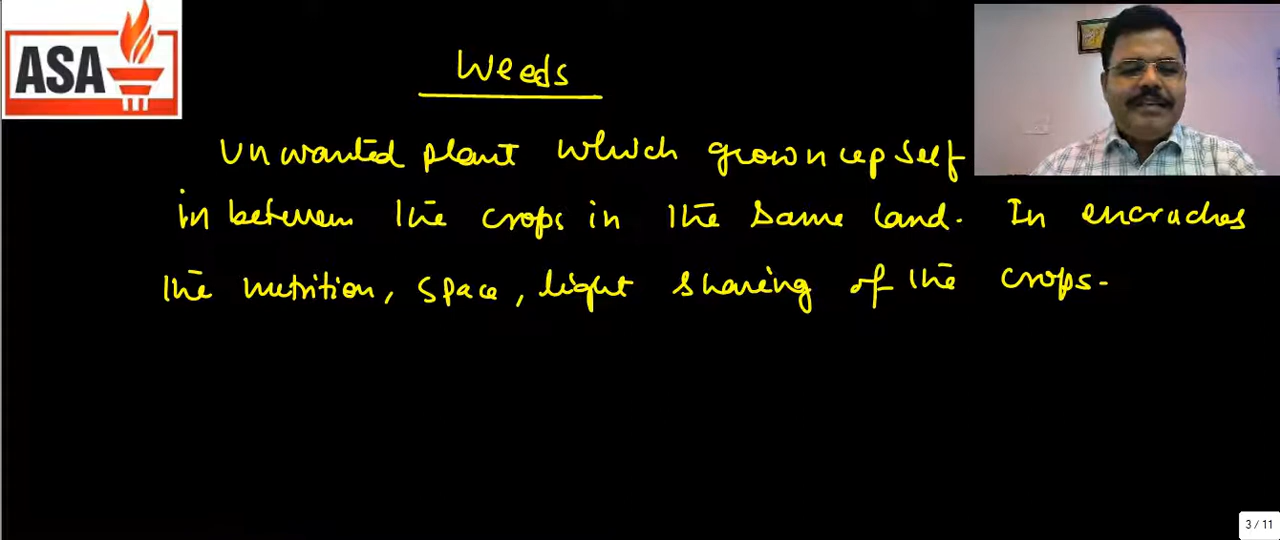 ASA
Weeds
Unwanted plant which grown up self
in between the crops in the same land. In encruches
the nutrition, space, light sharing of the crops.
3 / 11